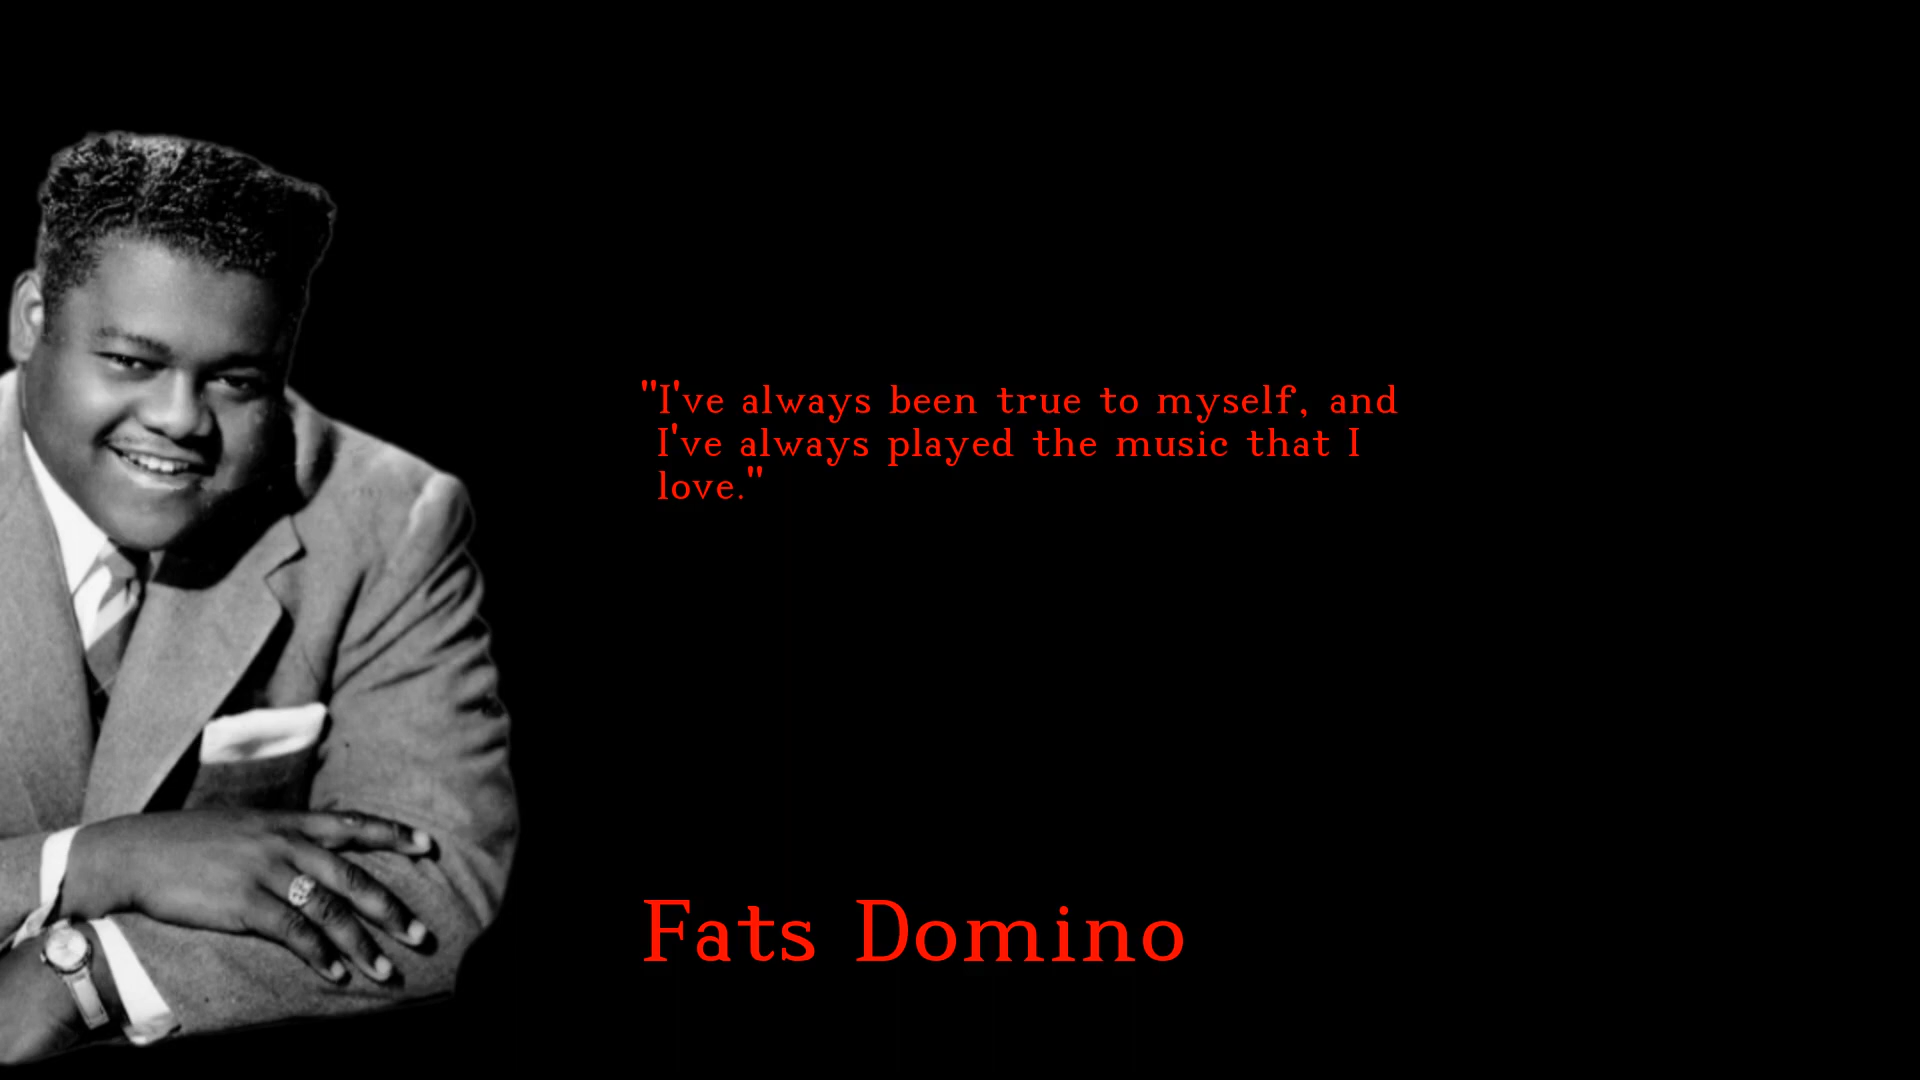 "I've always been true to myself, and
I've always played the music that I
love."
Fats Domino